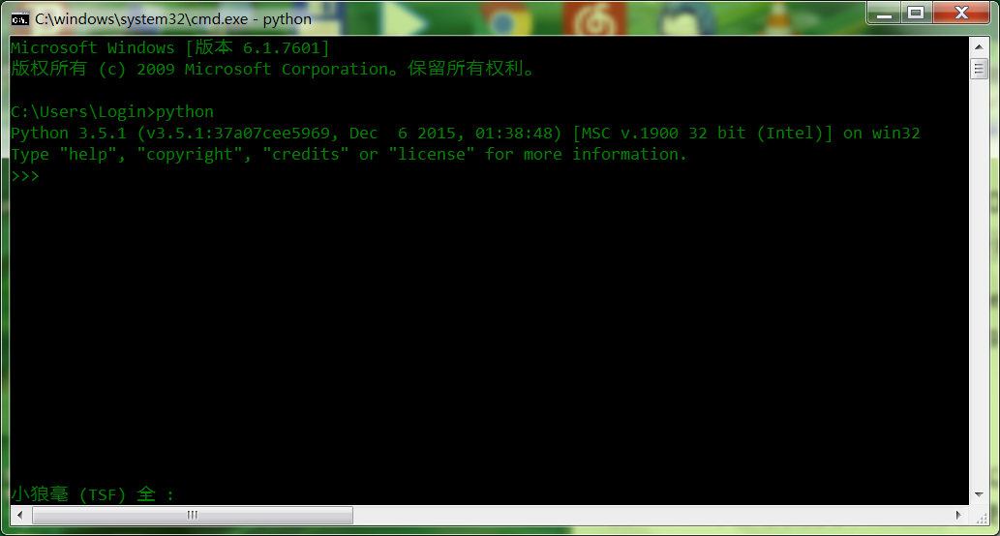 C:\windows\system32\cmd.exe - python
Microsoft Windows [版本 6.1.7601]
版权所有 (c) 2009 Microsoft Corporation。保留所有权利。
C:\Users\Login>python
Python 3.5.1 (v3.5.1:37a07cee5969, Dec  6 2015, 01:38:48) [MSC v.1900 32 bit (Intel)] on win32
Type "help", "copyright", "credits" or "license" for more information.
>>>
小狼毫 (TSF) 全 :